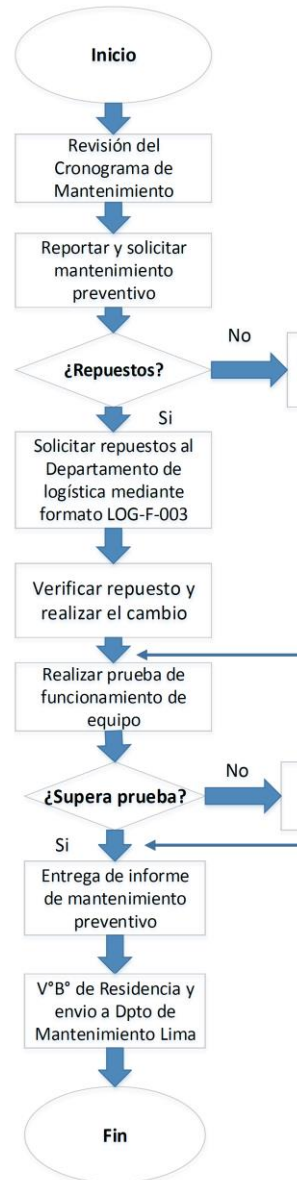 Inicio
Revisión del
Cronograma de
Mantenimiento
Reportar y solicitar
mantenimiento
preventivo
¿Repuestos?
No
Si
Solicitar repuestos al
Departamento de
logística mediante
formato LOG-F-003
Verificar repuesto y
realizar el cambio
Realizar prueba de
funcionamiento de
equipo
¿Supera prueba?
No
Si
Entrega de informe
de mantenimiento
preventivo
V°B° de Residencia y
envio a Dpto de
Mantenimiento Lima
Fin